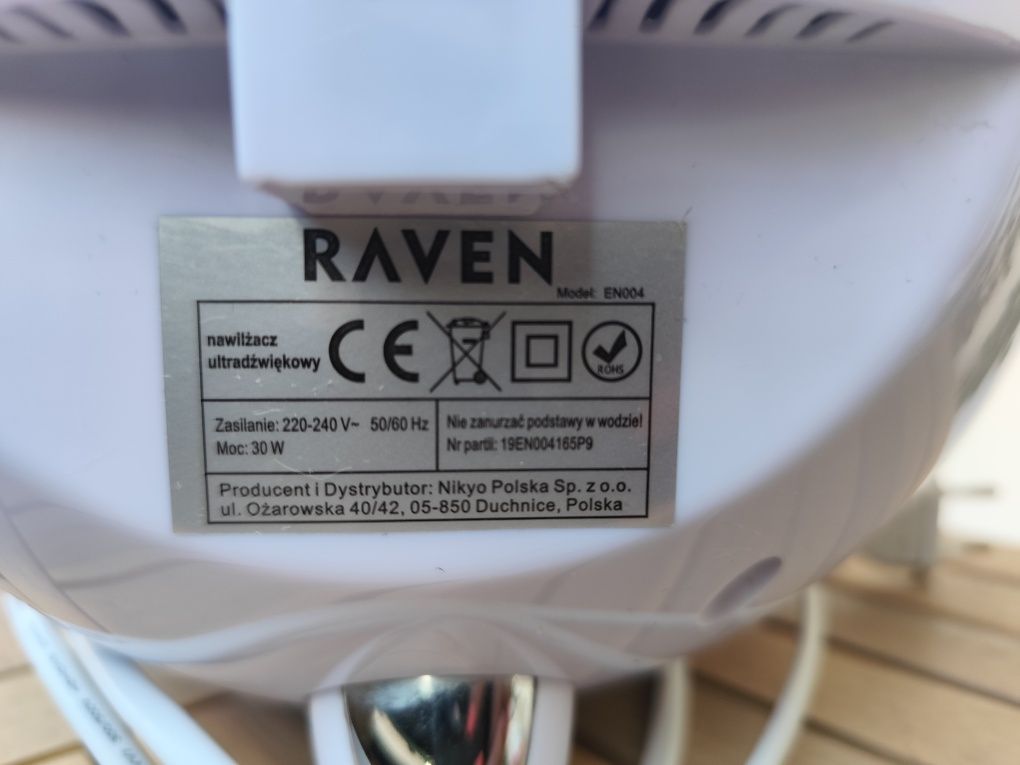 RAVEN
Model: EN004
nawilżacz
ultradźwiękowy
CE
ROHS
Zasilanie: 220-240 V~ 50/60 Hz
Moc: 30 W
Nie zanurzać podstawy w wodzie!
Nr partii: 19EN004165P9
Producent i Dystrybutor: Nikyo Polska Sp. z o.o.
ul. Ożarowska 40/42, 05-850 Duchnice, Polska